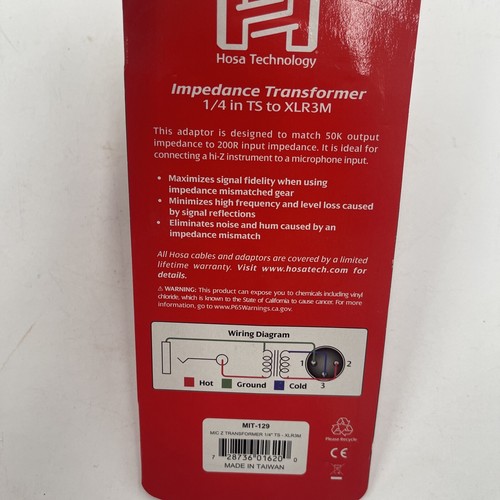 Hosa Technology®
Impedance Transformer
1/4 in TS to XLR3M
This adaptor is designed to match 50K output
impedance to 200R input impedance. It is ideal for
connecting a hi-Z instrument to a microphone input.
• Maximizes signal fidelity when using
impedance mismatched gear
• Minimizes high frequency and level loss caused
by signal reflections
• Eliminates noise and hum caused by an
impedance mismatch
All Hosa cables and adaptors are covered by a limited
lifetime warranty. Visit www.hosatech.com for
details.
⚠ WARNING: This product can expose you to chemicals including vinyl
chloride, which is known to the State of California to cause cancer. For more
information, go to www.P65Warnings.ca.gov.
Wiring Diagram
1 2
3
Hot Ground Cold
MIT-129
MIC Z TRANSFORMER 1/4" TS - XLR3M
7 28736 01620 0
MADE IN TAIWAN
Please Recycle
CE